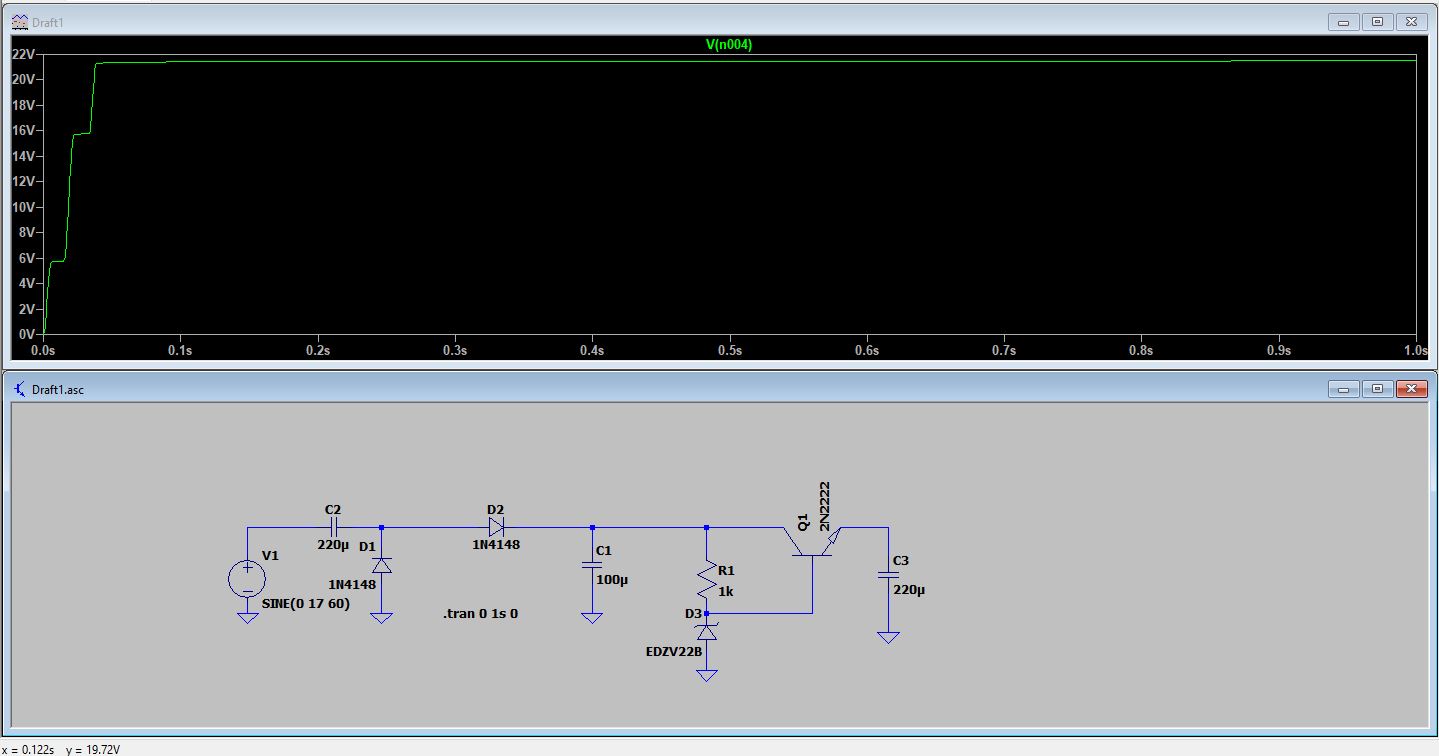 Draft1
V(n004)
22V
20V
18V
16V
14V
12V
10V
8V
6V
4V
2V
0V
0.0s 0.1s 0.2s 0.3s 0.4s 0.5s 0.6s 0.7s 0.8s 0.9s 1.0s
Draft1.asc
C2
220µ
D1
1N4148
D2
1N4148
V1
SINE(0 17 60)
.tran 0 1s 0
C1
100µ
R1
1k
D3
EDZV22B
Q1
2N2222
C3
220µ
x = 0.122s y = 19.72V